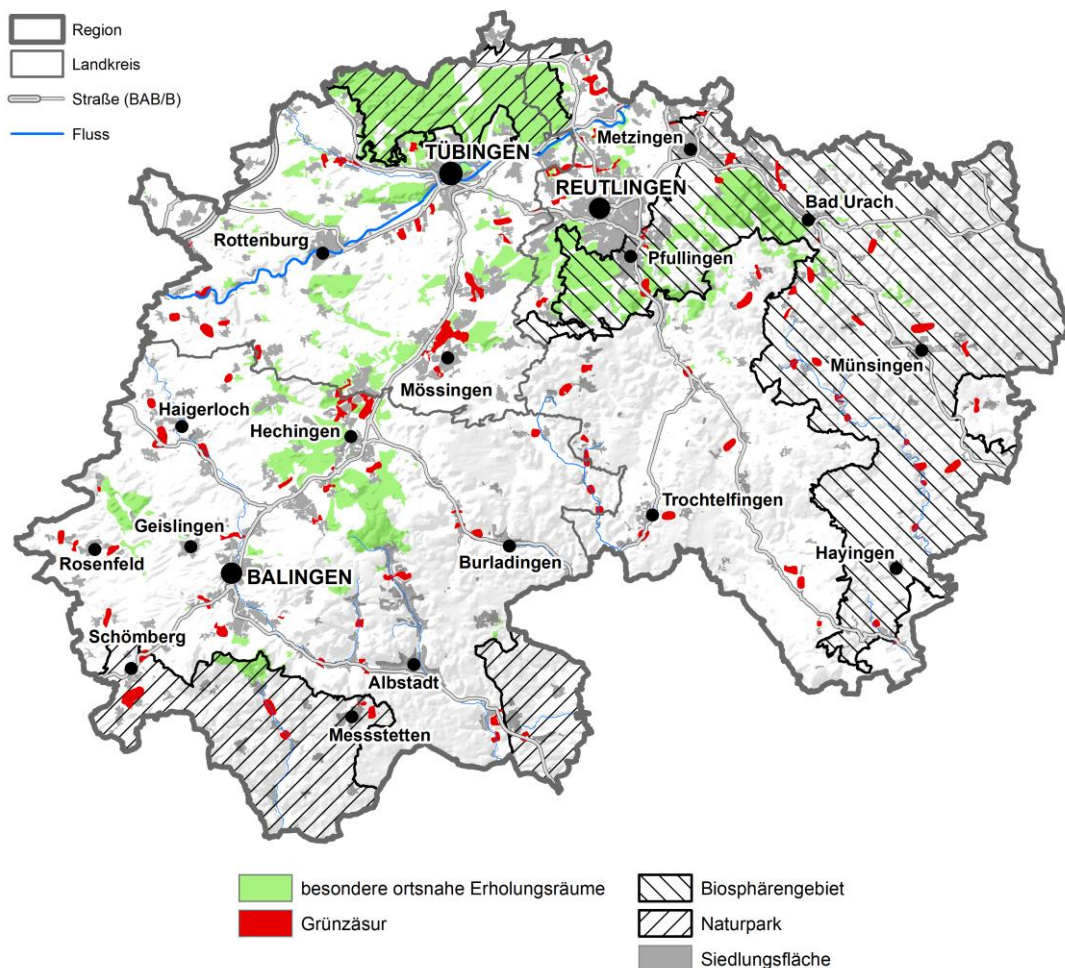 Region
Landkreis
Straße (BAB/B)
Fluss
TÜBINGEN
Metzingen
REUTLINGEN
Bad Urach
Rottenburg
Pfullingen
Mössingen
Münsingen
Haigerloch
Hechingen
Trochtelfingen
Geislingen
Rosenfeld
Burladingen
Hayingen
BALINGEN
Schömberg
Albstadt
Messstetten
besondere ortsnahe Erholungsräume
Grünzäsur
Biosphärengebiet
Naturpark
Siedlungsfläche